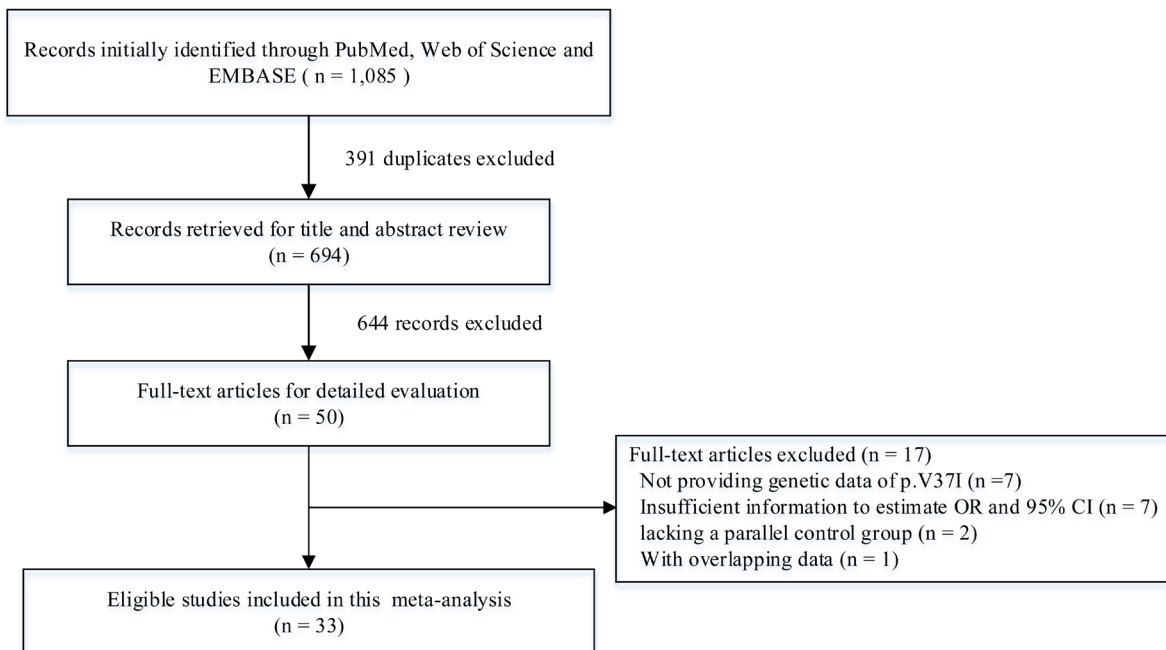 Records initially identified through PubMed, Web of Science and
EMBASE ( n = 1,085 )
391 duplicates excluded
Records retrieved for title and abstract review
(n = 694)
644 records excluded
Full-text articles for detailed evaluation
(n = 50)
Full-text articles excluded (n = 17)
Not providing genetic data of p.V37I (n =7)
Insufficient information to estimate OR and 95% CI (n = 7)
lacking a parallel control group (n = 2)
With overlapping data (n = 1)
Eligible studies included in this meta-analysis
(n = 33)